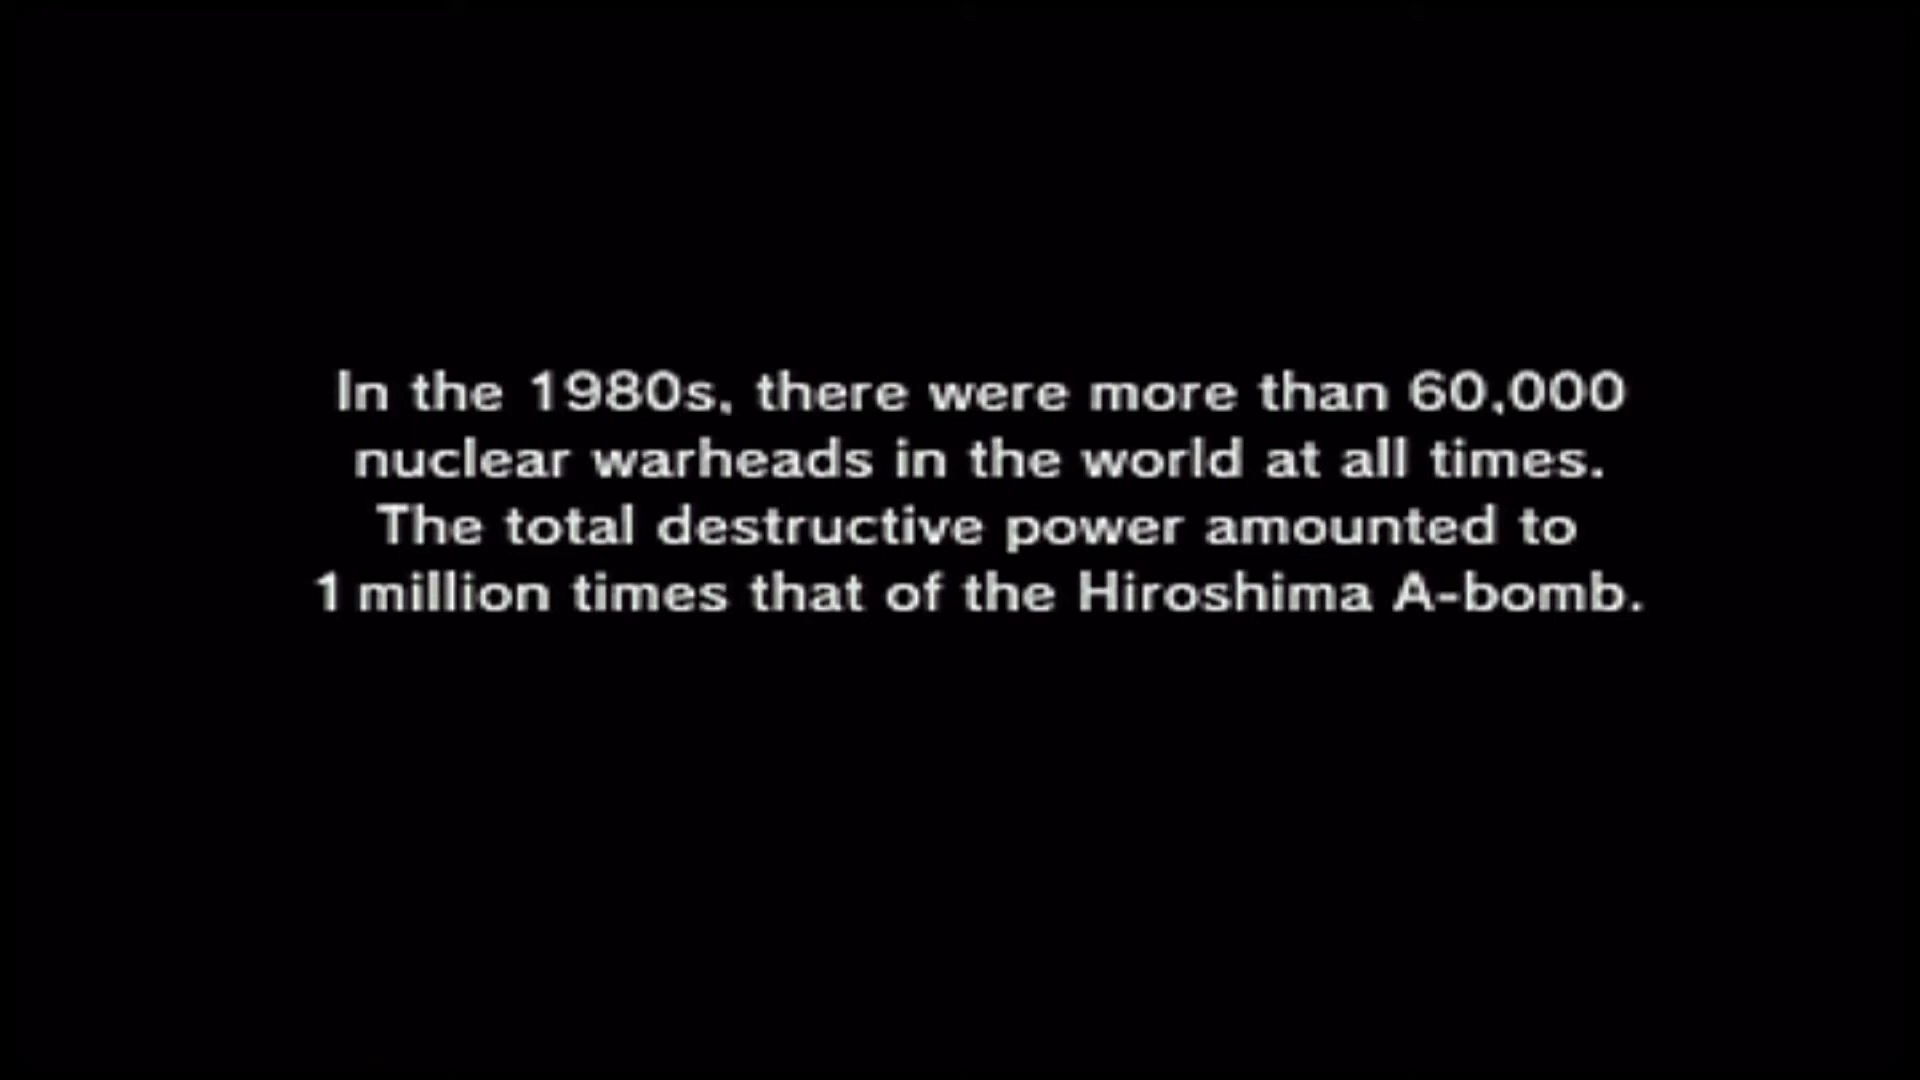 In the 1980s, there were more than 60,000
nuclear warheads in the world at all times.
The total destructive power amounted to
1 million times that of the Hiroshima A-bomb.